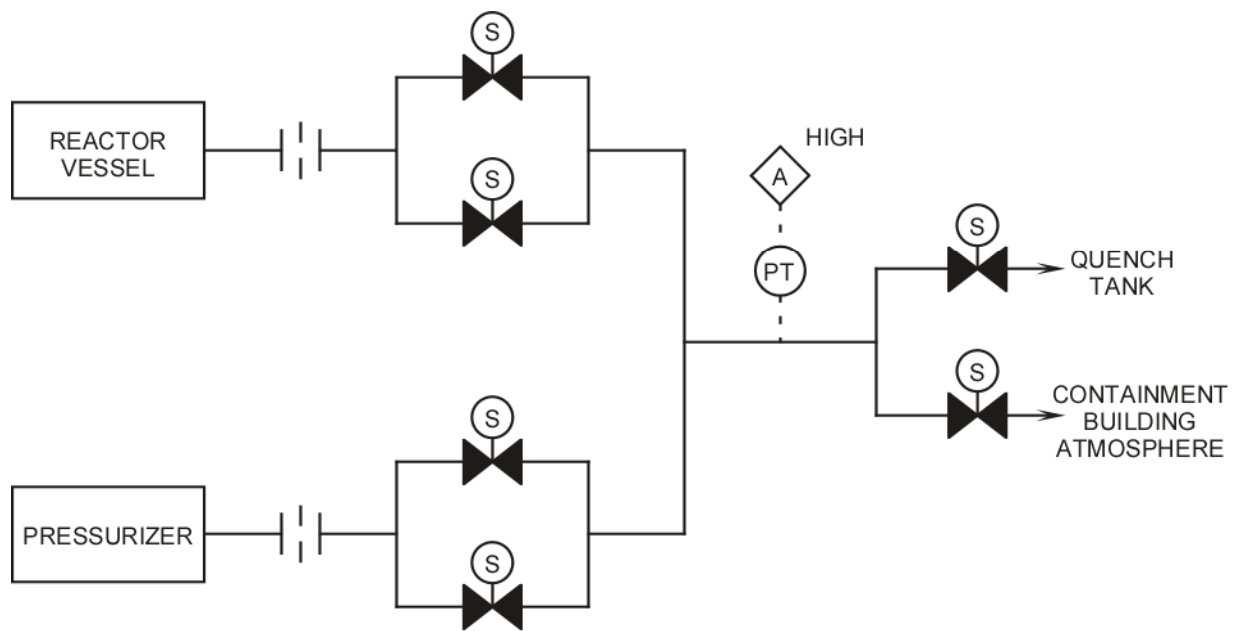 S
REACTOR
VESSEL
S
HIGH
A
PT
S
QUENCH
TANK
S
CONTAINMENT
BUILDING
ATMOSPHERE
S
PRESSURIZER
S